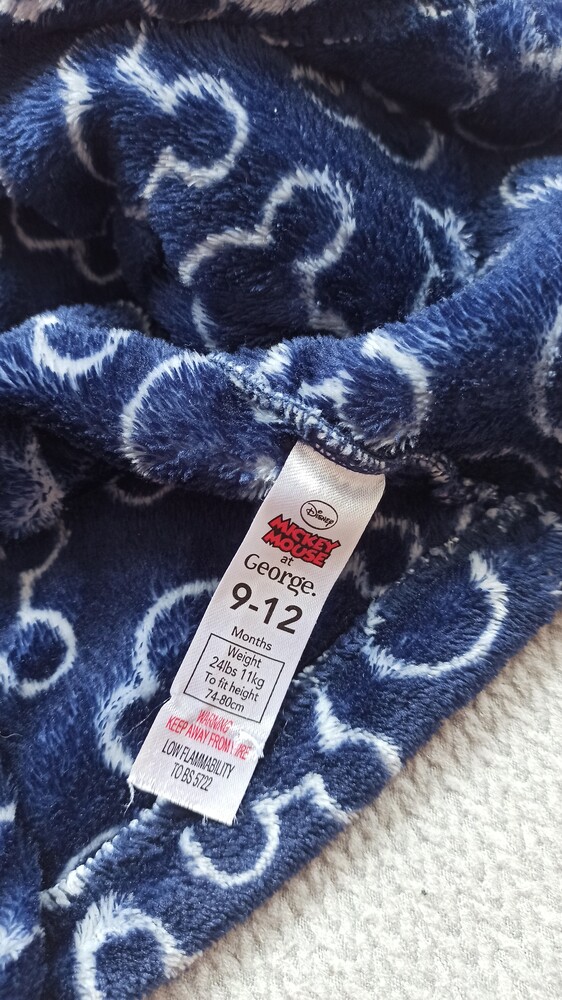 Disney
MICKEY
MOUSE
at
George.
9-12
Months
Weight
24lbs 11kg
To fit height
74-80cm
WARNING
KEEP AWAY FROM FIRE
LOW FLAMMABILITY
TO BS 5722